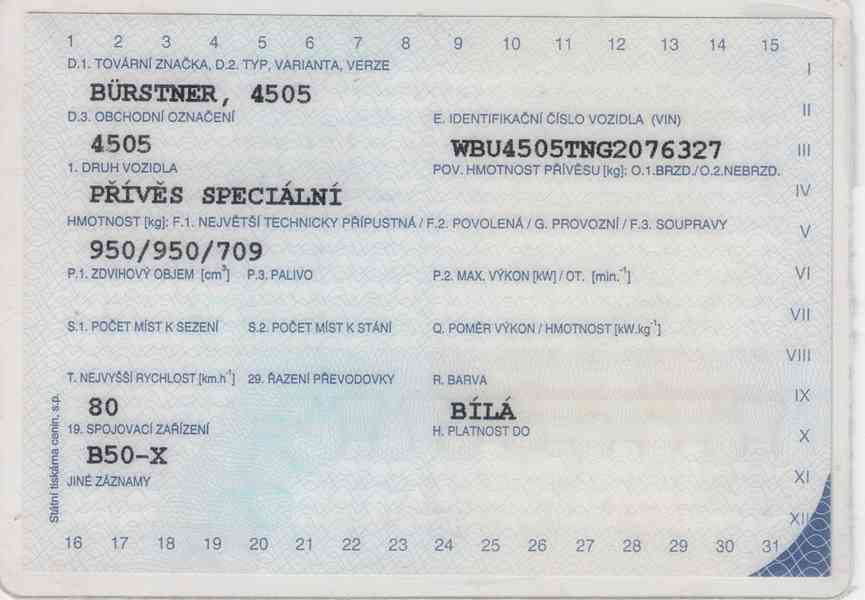 1 2 3 4 5 6 7 8 9 10 11 12 13 14 15
D.1. TOVÁRNÍ ZNAČKA, D.2. TYP, VARIANTA, VERZE
I
BÜRSTNER, 4505
II
D.3. OBCHODNÍ OZNAČENÍ E. IDENTIFIKAČNÍ ČÍSLO VOZIDLA (VIN)
4505 WBU4505TNG2076327
III
1. DRUH VOZIDLA POV. HMOTNOST PŘÍVĚSU [kg]: O.1.BRZD./O.2.NEBRZD.
PŘÍVĚS SPECIÁLNÍ
IV
HMOTNOST [kg]: F.1. NEJVĚTŠÍ TECHNICKY PŘÍPUSTNÁ / F.2. POVOLENÁ / G. PROVOZNÍ / F.3. SOUPRAVY
V
950/950/709
P.1. ZDVIHOVÝ OBJEM [cm³] P.3. PALIVO P.2. MAX. VÝKON [kW] / OT. [min.⁻¹]
VI
VII
S.1. POČET MÍST K SEZENÍ S.2. POČET MÍST K STÁNÍ Q. POMĚR VÝKON / HMOTNOST [kW.kg⁻¹]
VIII
T. NEJVYŠŠÍ RYCHLOST [km.h⁻¹] 29. ŘAZENÍ PŘEVODOVKY R. BARVA
IX
80 BÍLÁ
19. SPOJOVACÍ ZAŘÍZENÍ H. PLATNOST DO
X
B50-X
JINÉ ZÁZNAMY
XI
XII
Státní tiskárna cenin, s.p.
16 17 18 19 20 21 22 23 24 25 26 27 28 29 30 31